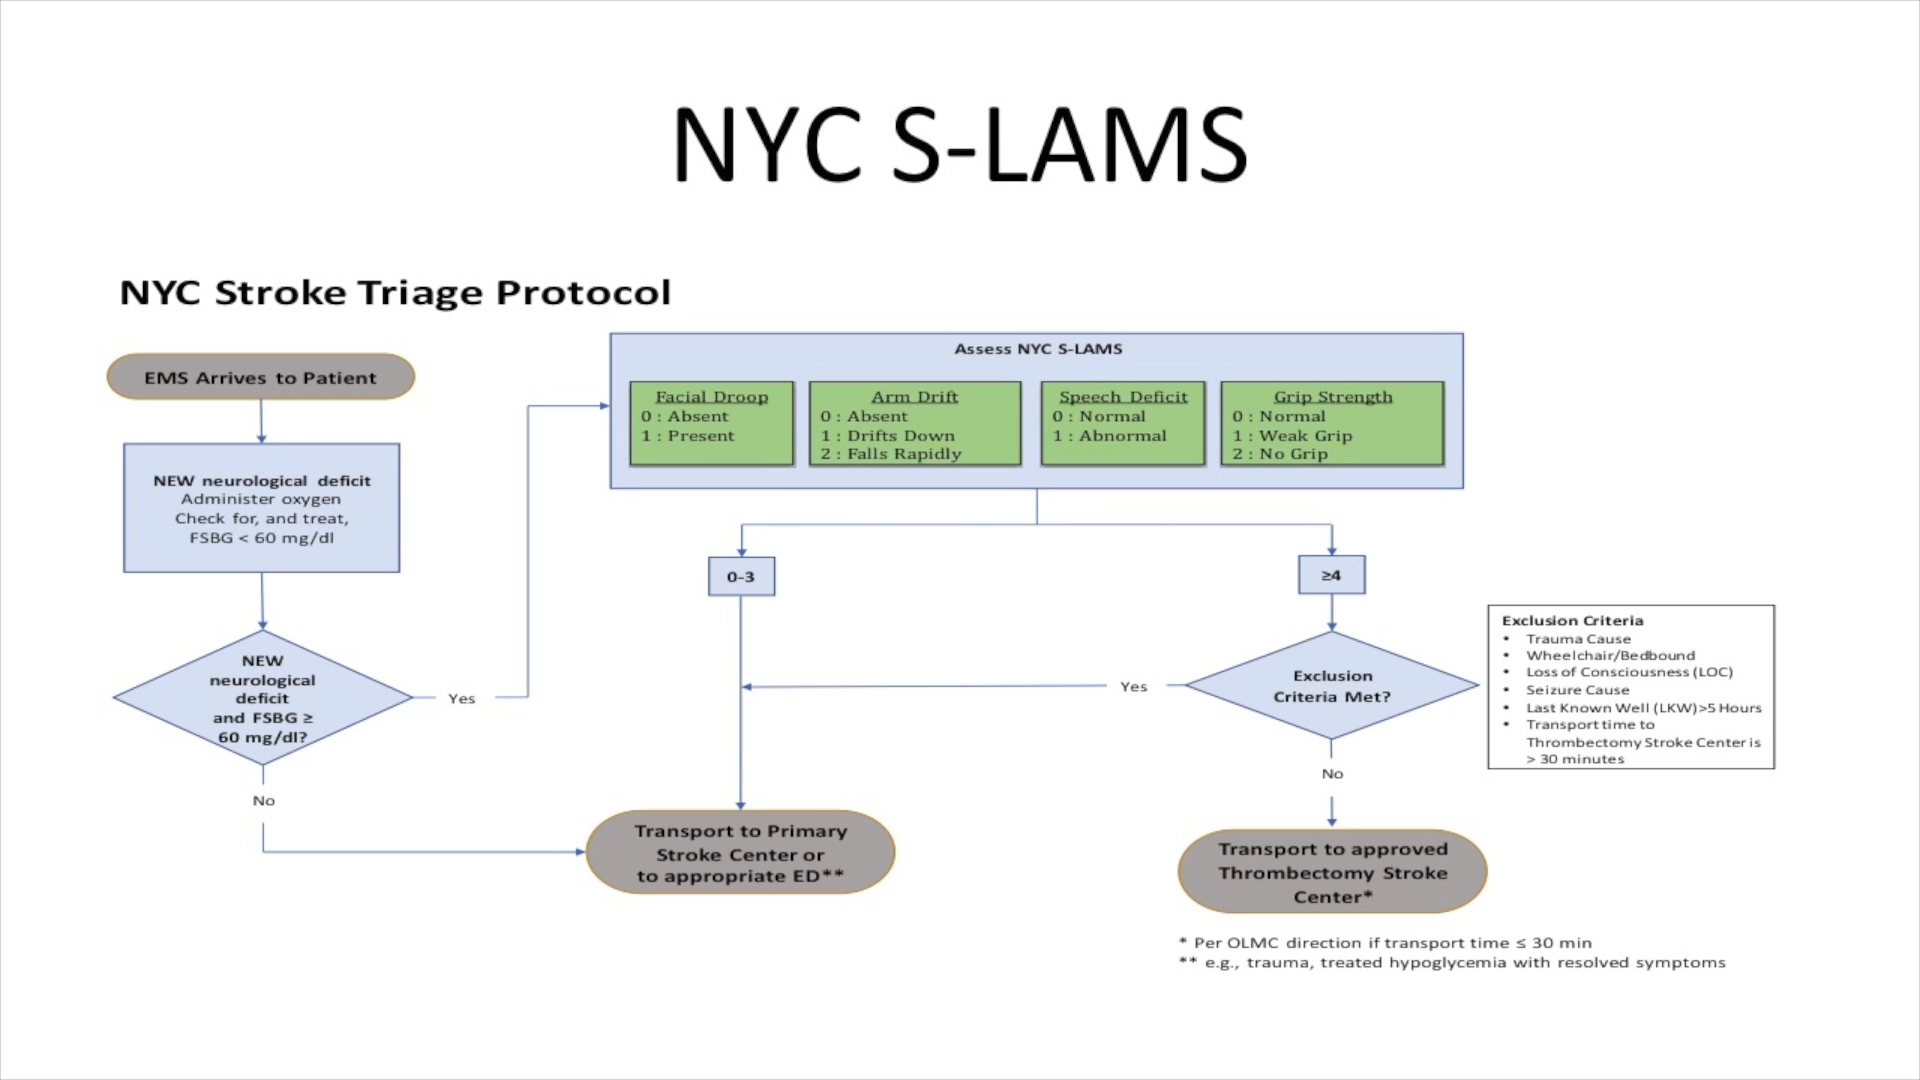 NYC S-LAMS
NYC Stroke Triage Protocol
EMS Arrives to Patient
NEW neurological deficit
Administer oxygen
Check for, and treat,
FSBG < 60 mg/dl
NEW
neurological
deficit
and FSBG ≥
60 mg/dl?
Yes
No
Assess NYC S-LAMS
Facial Droop
0 : Absent
1 : Present
Arm Drift
0 : Absent
1 : Drifts Down
2 : Falls Rapidly
Speech Deficit
0 : Normal
1 : Abnormal
Grip Strength
0 : Normal
1 : Weak Grip
2 : No Grip
0-3
≥4
Exclusion
Criteria Met?
Yes
No
Exclusion Criteria
• Trauma Cause
• Wheelchair/Bedbound
• Loss of Consciousness (LOC)
• Seizure Cause
• Last Known Well (LKW)>5 Hours
• Transport time to
Thrombectomy Stroke Center is
> 30 minutes
Transport to Primary
Stroke Center or
to appropriate ED**
Transport to approved
Thrombectomy Stroke
Center*
* Per OLMC direction if transport time ≤ 30 min
** e.g., trauma, treated hypoglycemia with resolved symptoms